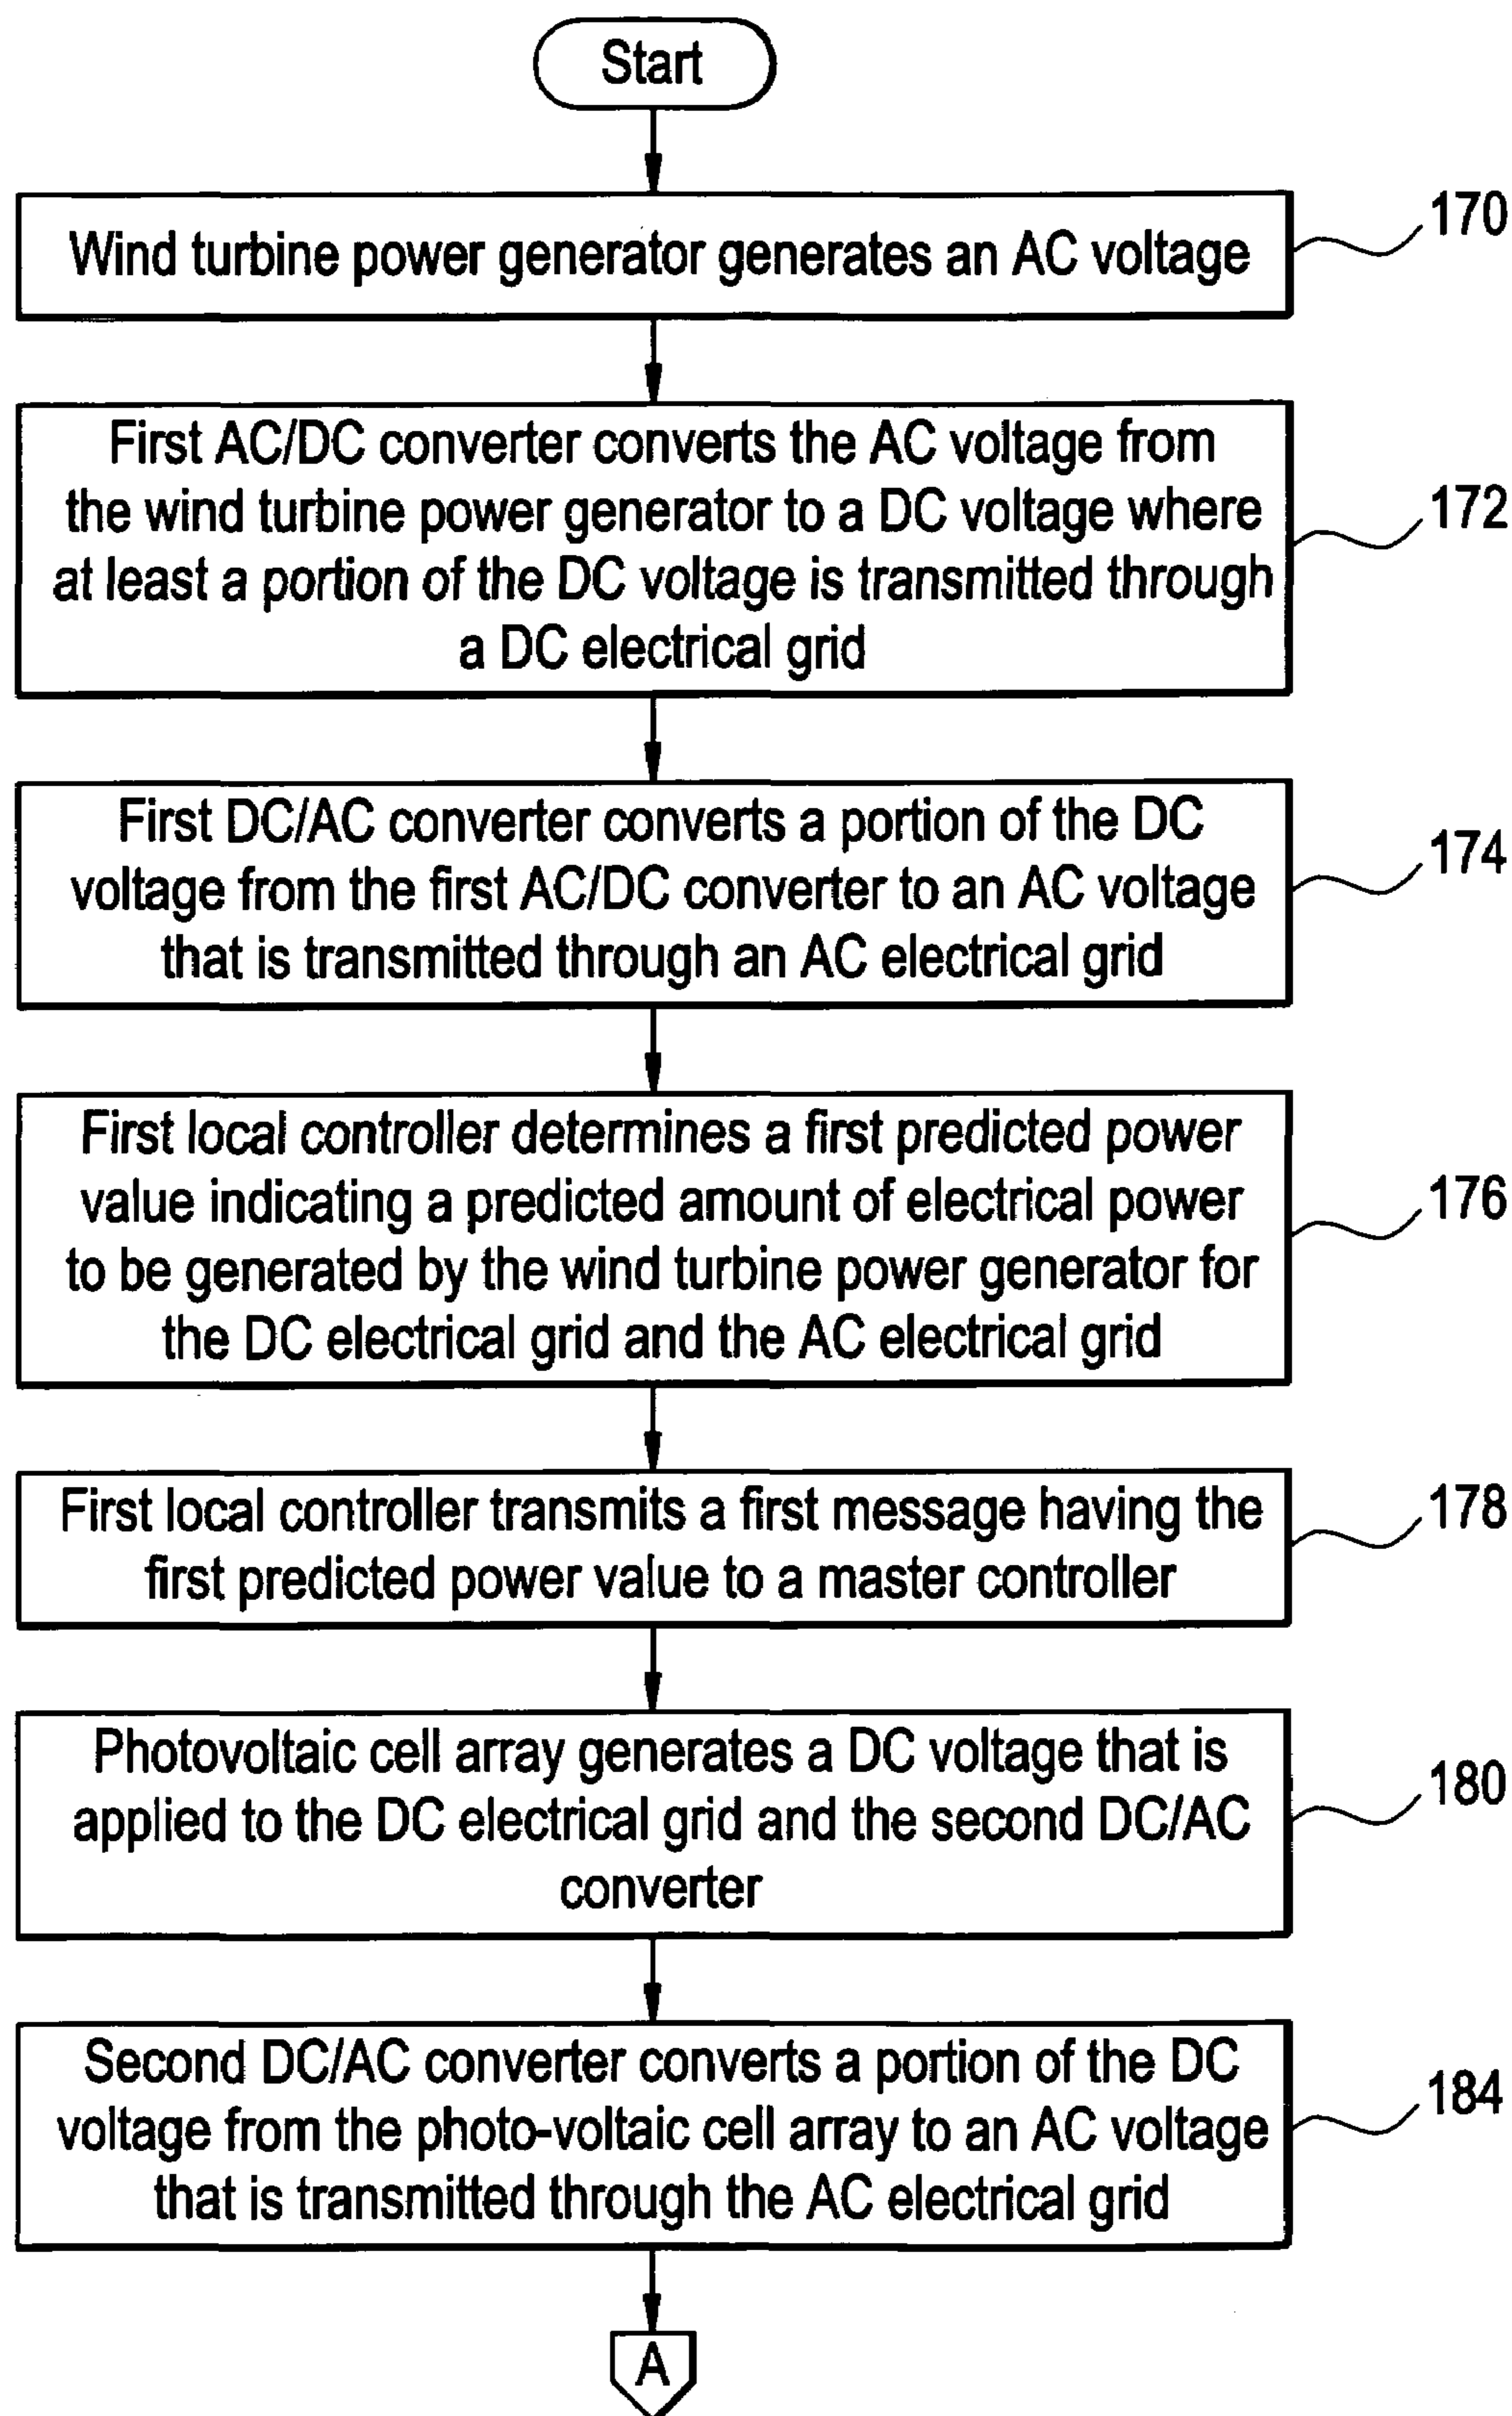 Start
Wind turbine power generator generates an AC voltage
170
First AC/DC converter converts the AC voltage from
the wind turbine power generator to a DC voltage where
at least a portion of the DC voltage is transmitted through
a DC electrical grid
172
First DC/AC converter converts a portion of the DC
voltage from the first AC/DC converter to an AC voltage
that is transmitted through an AC electrical grid
174
First local controller determines a first predicted power
value indicating a predicted amount of electrical power
to be generated by the wind turbine power generator for
the DC electrical grid and the AC electrical grid
176
First local controller transmits a first message having the
first predicted power value to a master controller
178
Photovoltaic cell array generates a DC voltage that is
applied to the DC electrical grid and the second DC/AC
converter
180
Second DC/AC converter converts a portion of the DC
voltage from the photo-voltaic cell array to an AC voltage
that is transmitted through the AC electrical grid
184
A